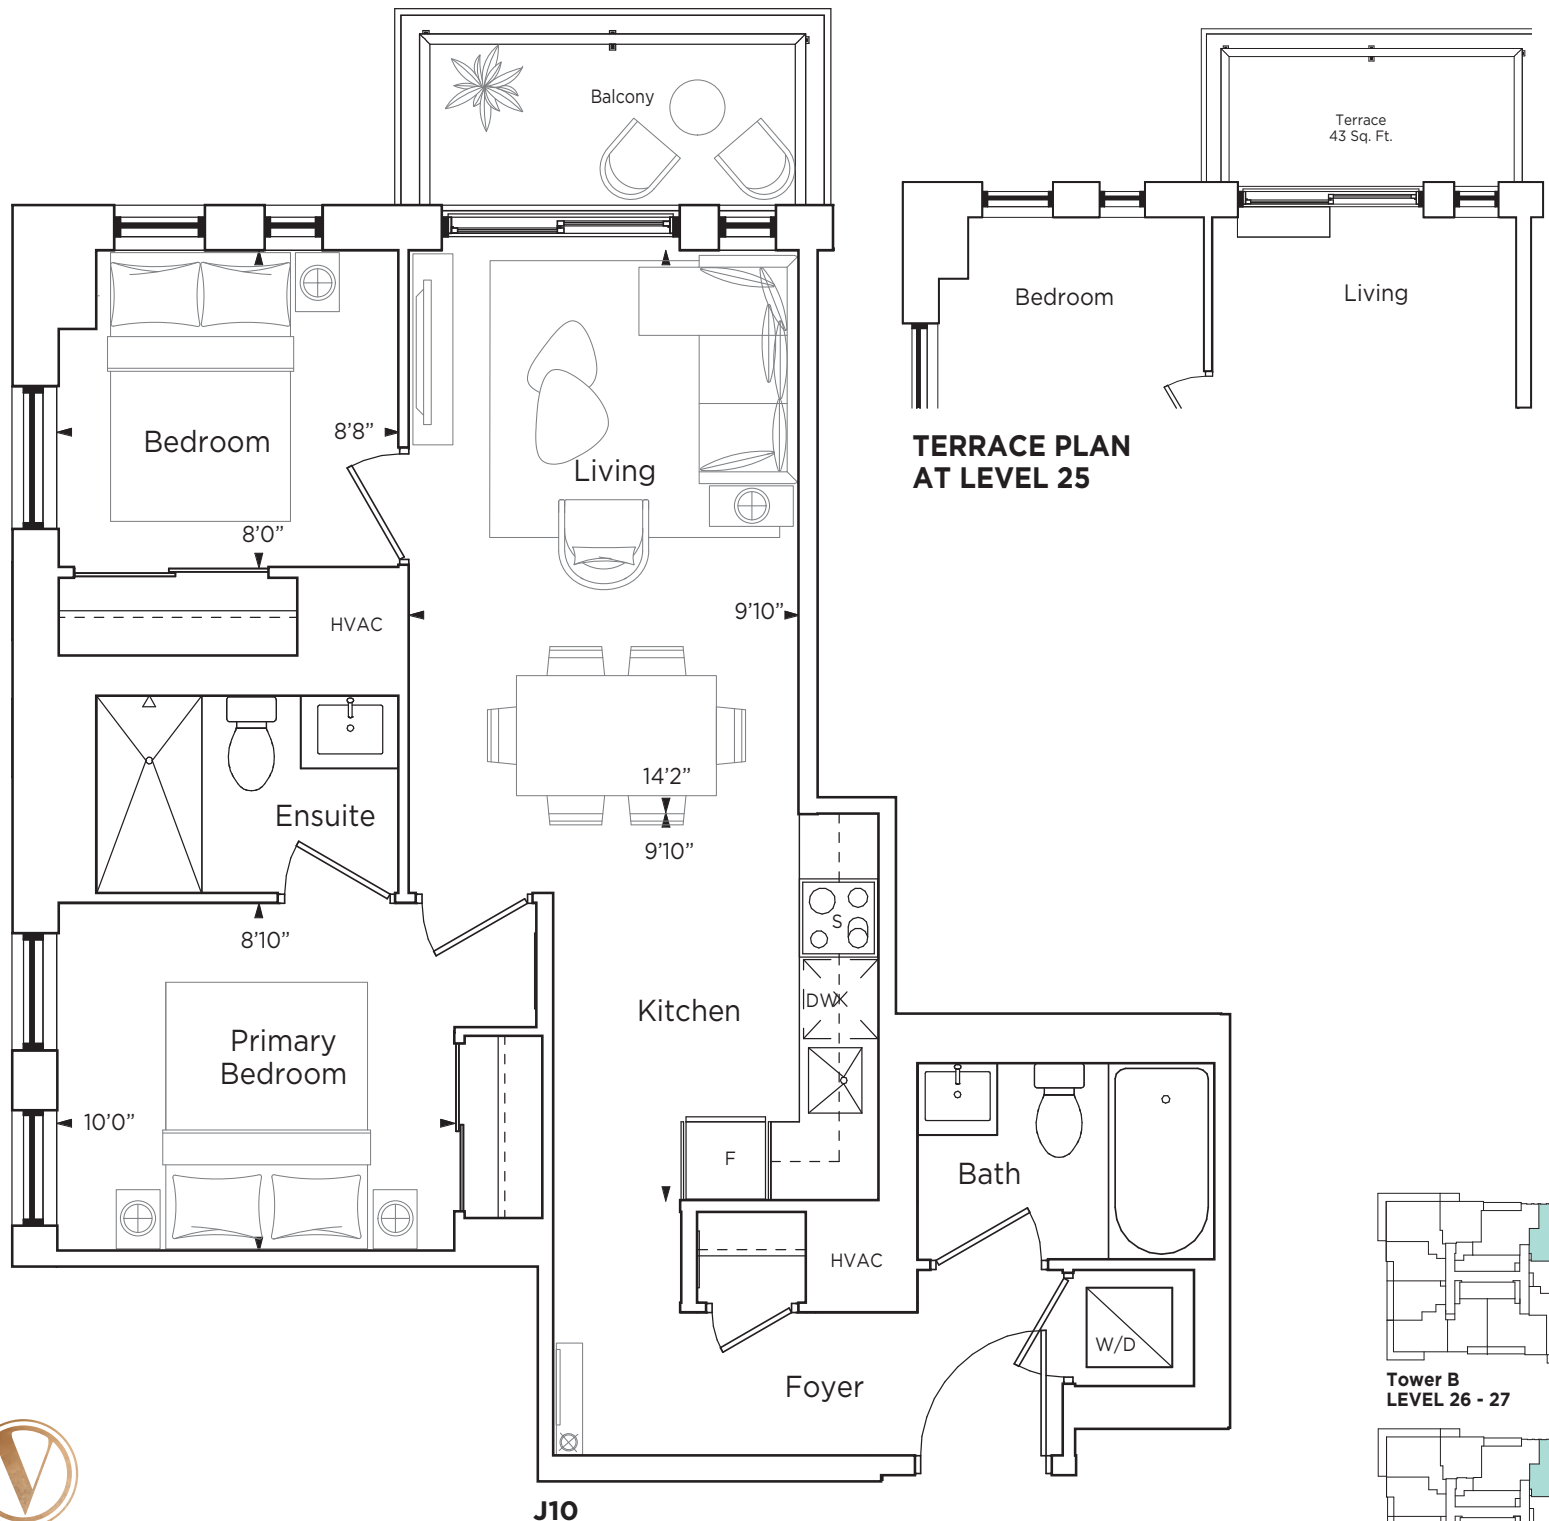 Balcony
Terrace
43 Sq. Ft.
Bedroom
Living
TERRACE PLAN
AT LEVEL 25
Bedroom
8'8”
Living
8'0”
HVAC
9'10”
14'2”
9'10”
Ensuite
8'10”
S
DW
Kitchen
Primary
Bedroom
10'0”
F
Bath
HVAC
W/D
Foyer
Tower B
LEVEL 26 - 27
V
J10